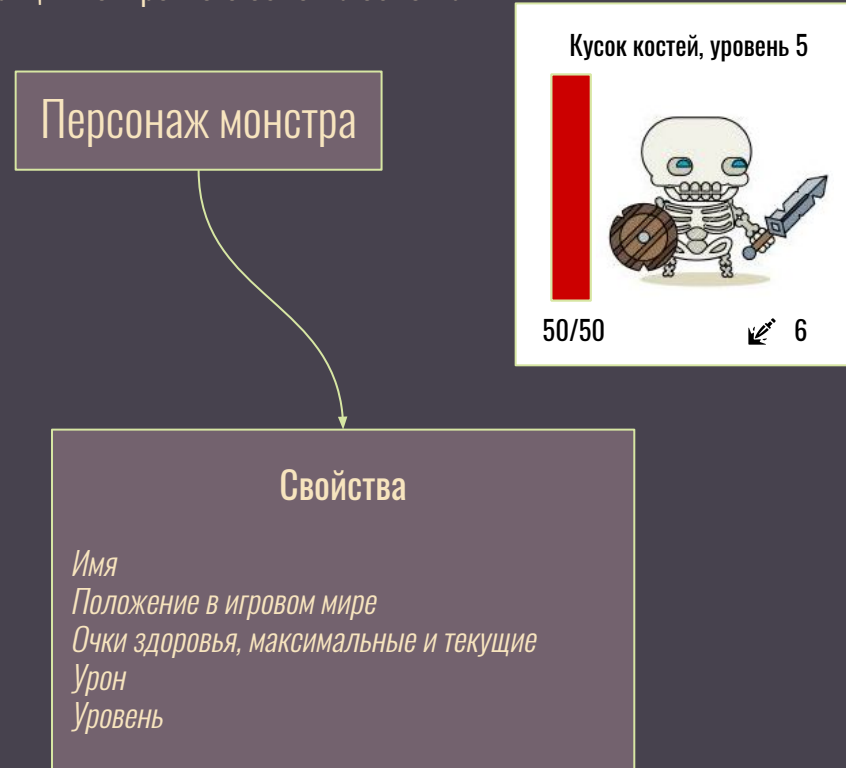 Кусок костей, уровень 5
Персонаж монстра
50/50
6
Свойства
Имя
Положение в игровом мире
Очки здоровья, максимальные и текущие
Урон
Уровень